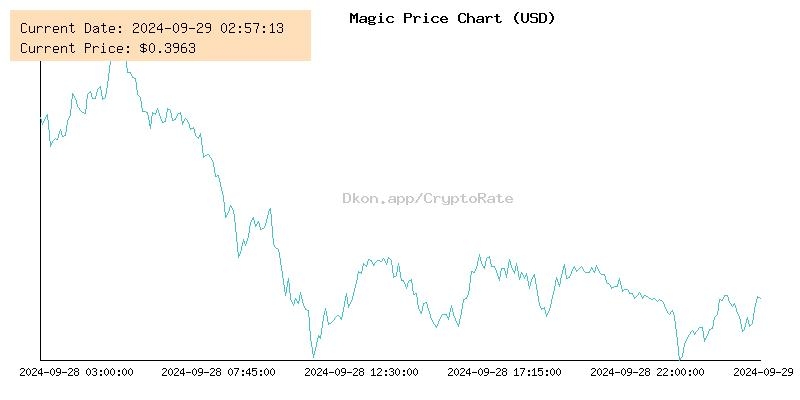 Magic Price Chart (USD)
Current Date: 2024-09-29 02:57:13
Current Price: $0.3963
Dkon.app/CryptoRate
2024-09-28 03:00:00 2024-09-28 07:45:00 2024-09-28 12:30:00 2024-09-28 17:15:00 2024-09-28 22:00:00 2024-09-29